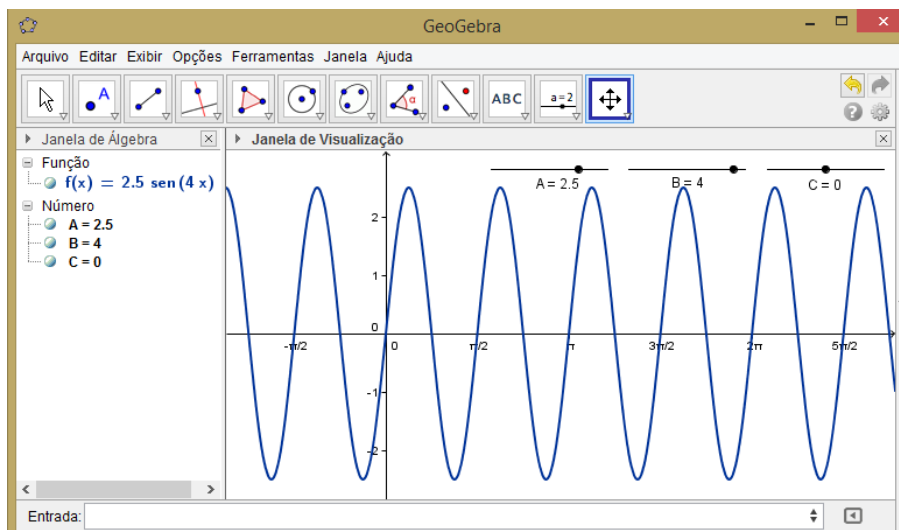 GeoGebra
Arquivo Editar Exibir Opções Ferramentas Janela Ajuda
A α ABC a=2
Janela de Álgebra
Janela de Visualização
Função
f(x) = 2.5 sen(4 x)
Número
A = 2.5
B = 4
C = 0
A = 2.5 B = 4 C = 0
2
1
0
-1
-2
-π/2 0 π/2 π 3π/2 2π 5π/2
Entrada: